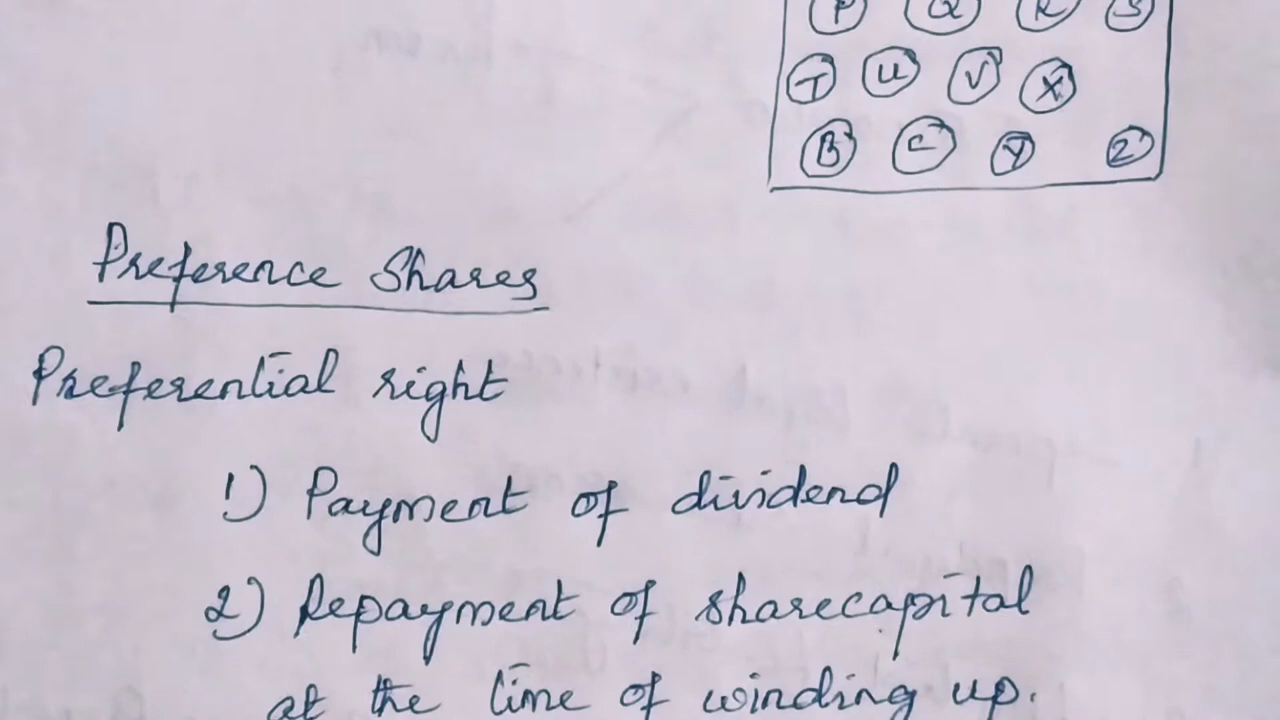 P Q R S
T U V X
B C Y Z
Preference Shares
Preferential right
1) Payment of dividend
2) Repayment of sharecapital
at the time of winding up.